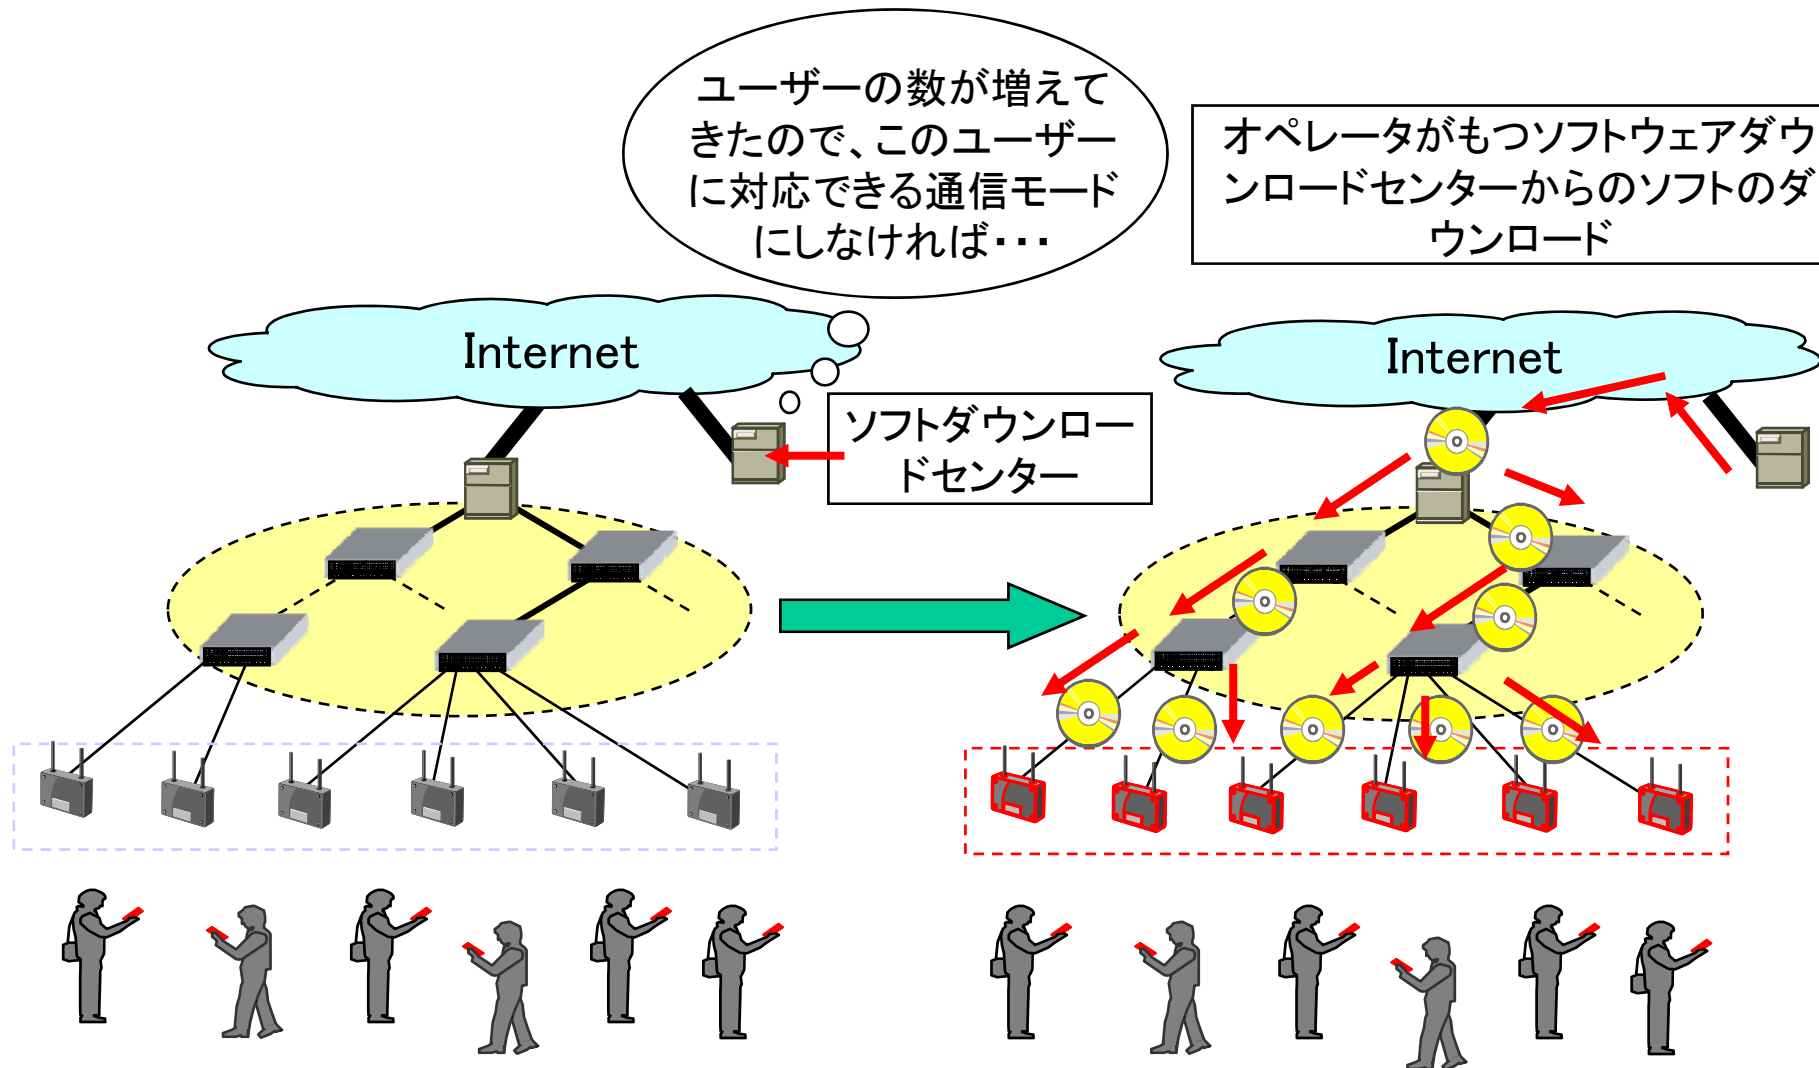 ユーザーの数が増えて
きたので、このユーザー
に対応できる通信モード
にしなければ・・・
オペレータがもつソフトウェアダウ
ンロードセンターからのソフトのダ
ウンロード
Internet
Internet
ソフトダウンロー
ドセンター